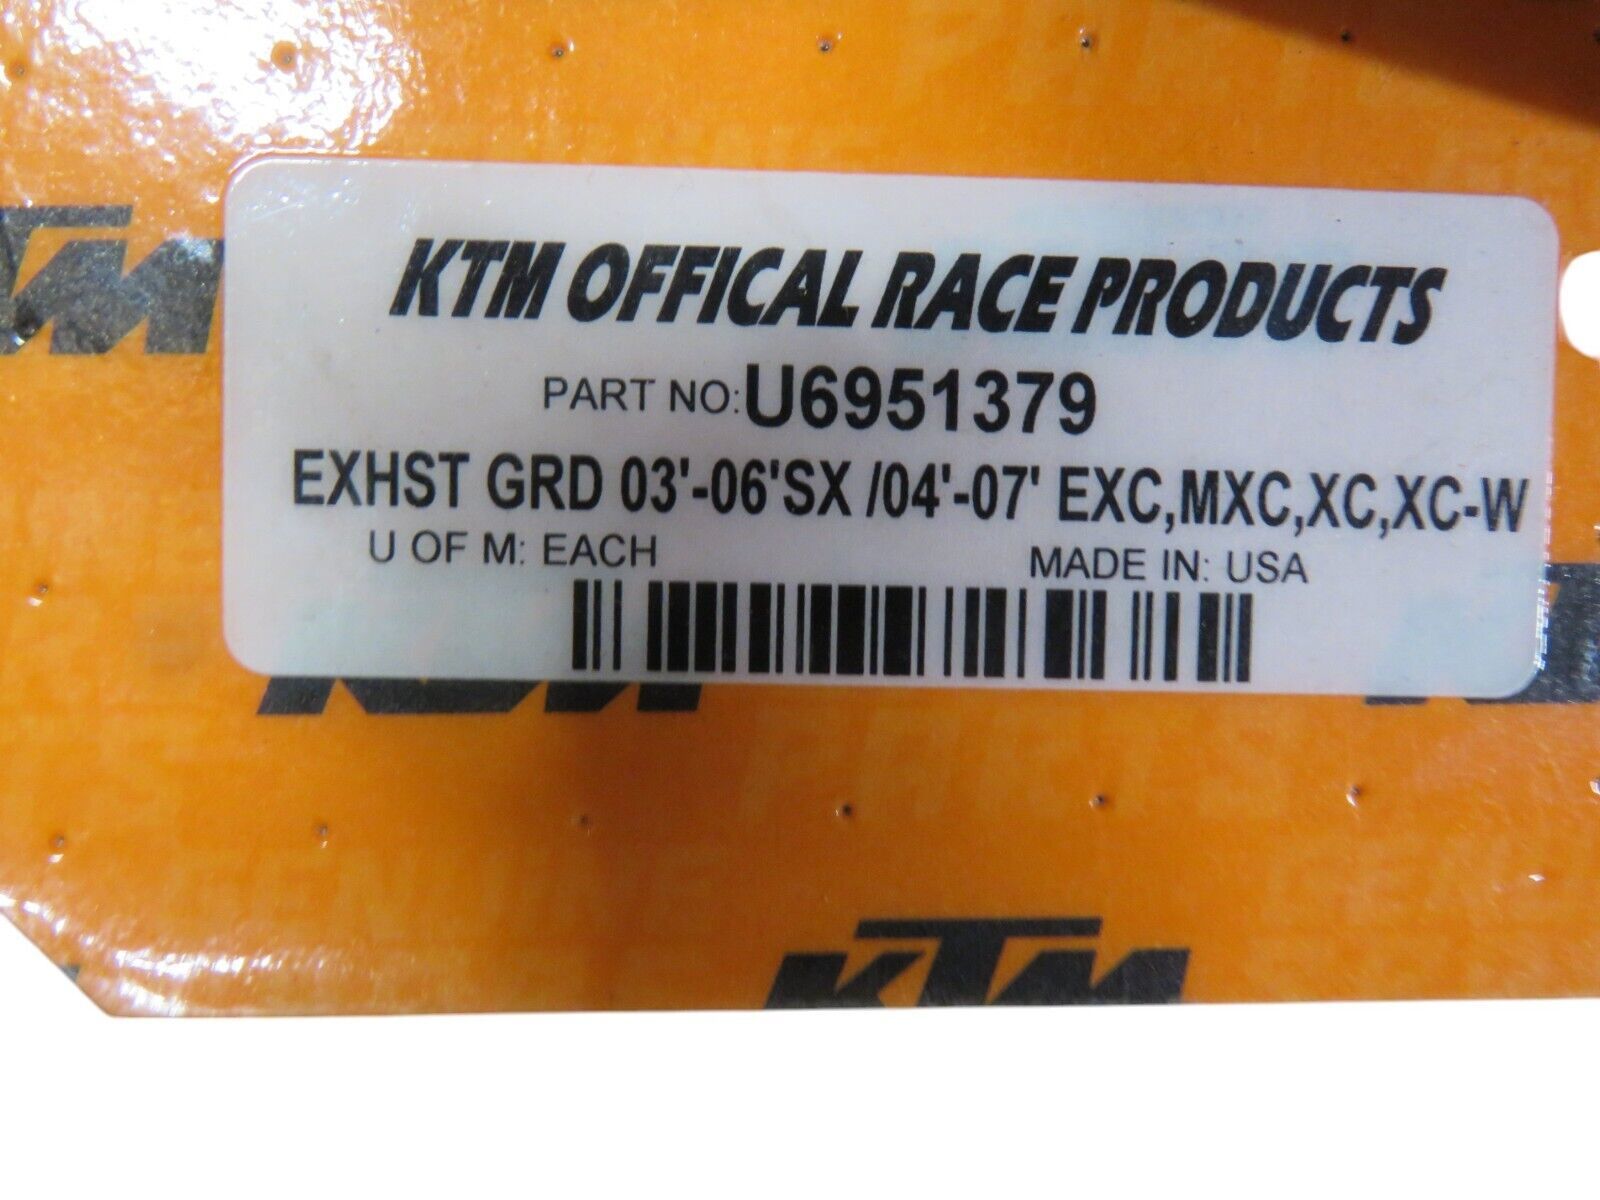 KTM OFFICAL RACE PRODUCTS
PART NO:U6951379
EXHST GRD 03'-06'SX /04'-07' EXC,MXC,XC,XC-W
U OF M: EACH MADE IN: USA
KTM